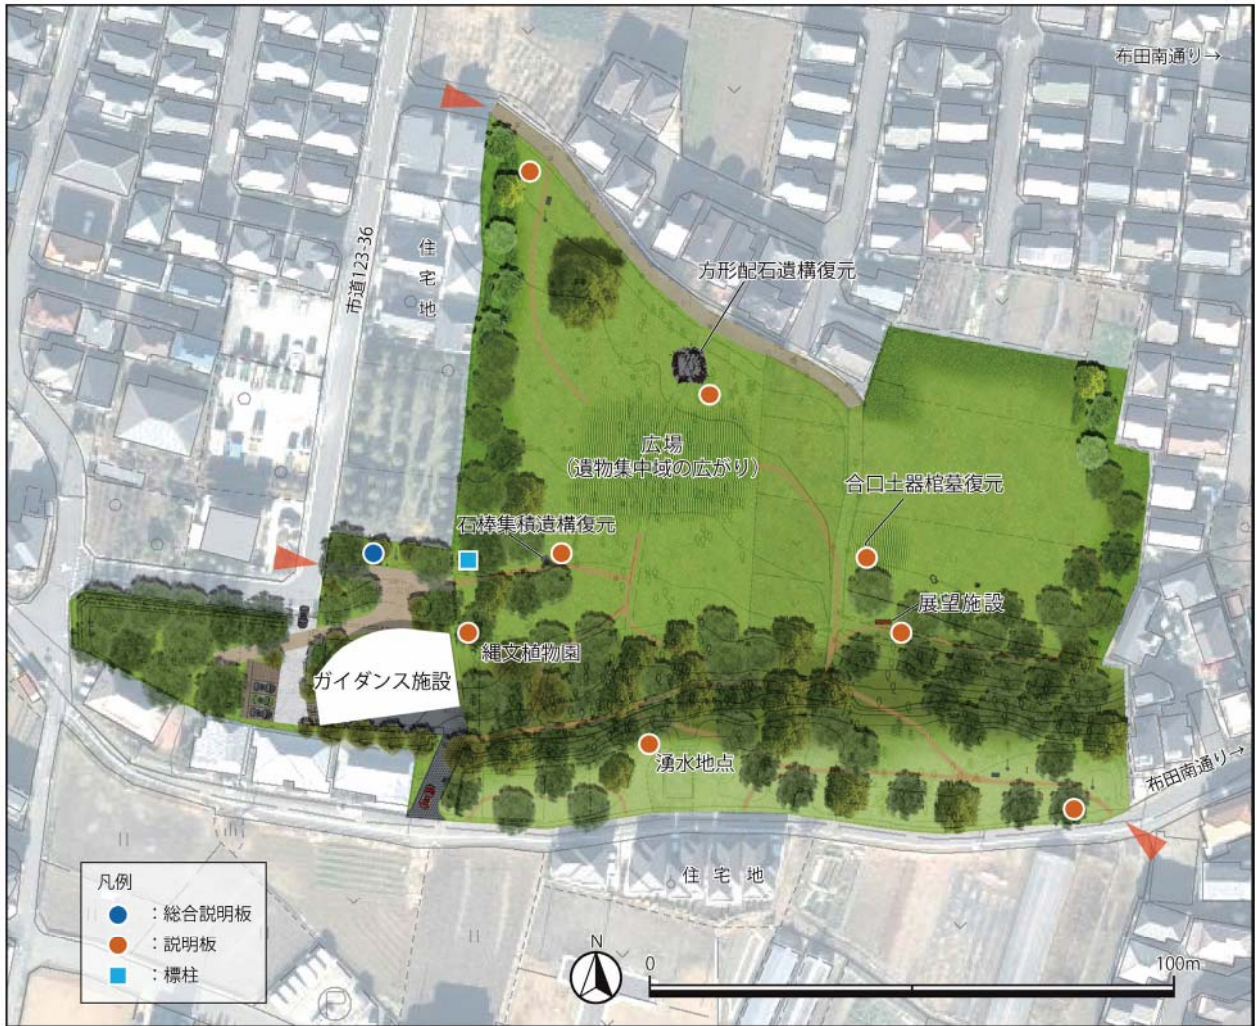 布田南通り→
市道123-36
住宅地
方形配石遺構復元
広場
（遺物集中域の広がり）
合口土器棺墓復元
石棒集積遺構復元
展望施設
縄文植物園
ガイダンス施設
湧水地点
布田南通り→
住宅地
凡例
：総合説明板
：説明板
：標柱
N
0
100m